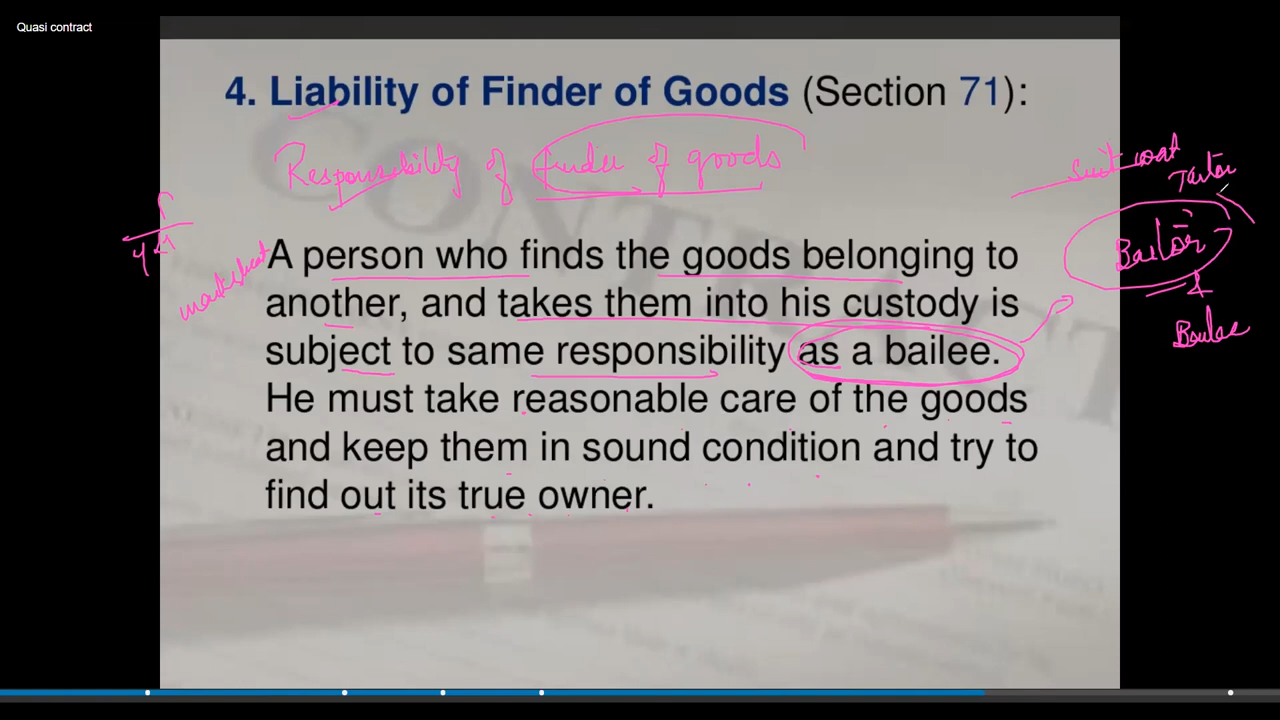 Quasi contract
4. Liability of Finder of Goods (Section 71):
Responsibility of finder of goods
Suit coat
Tailor
Bailor
&
Bailee
A person who finds the goods belonging to
another, and takes them into his custody is
subject to same responsibility as a bailee.
He must take reasonable care of the goods
and keep them in sound condition and try to
find out its true owner.